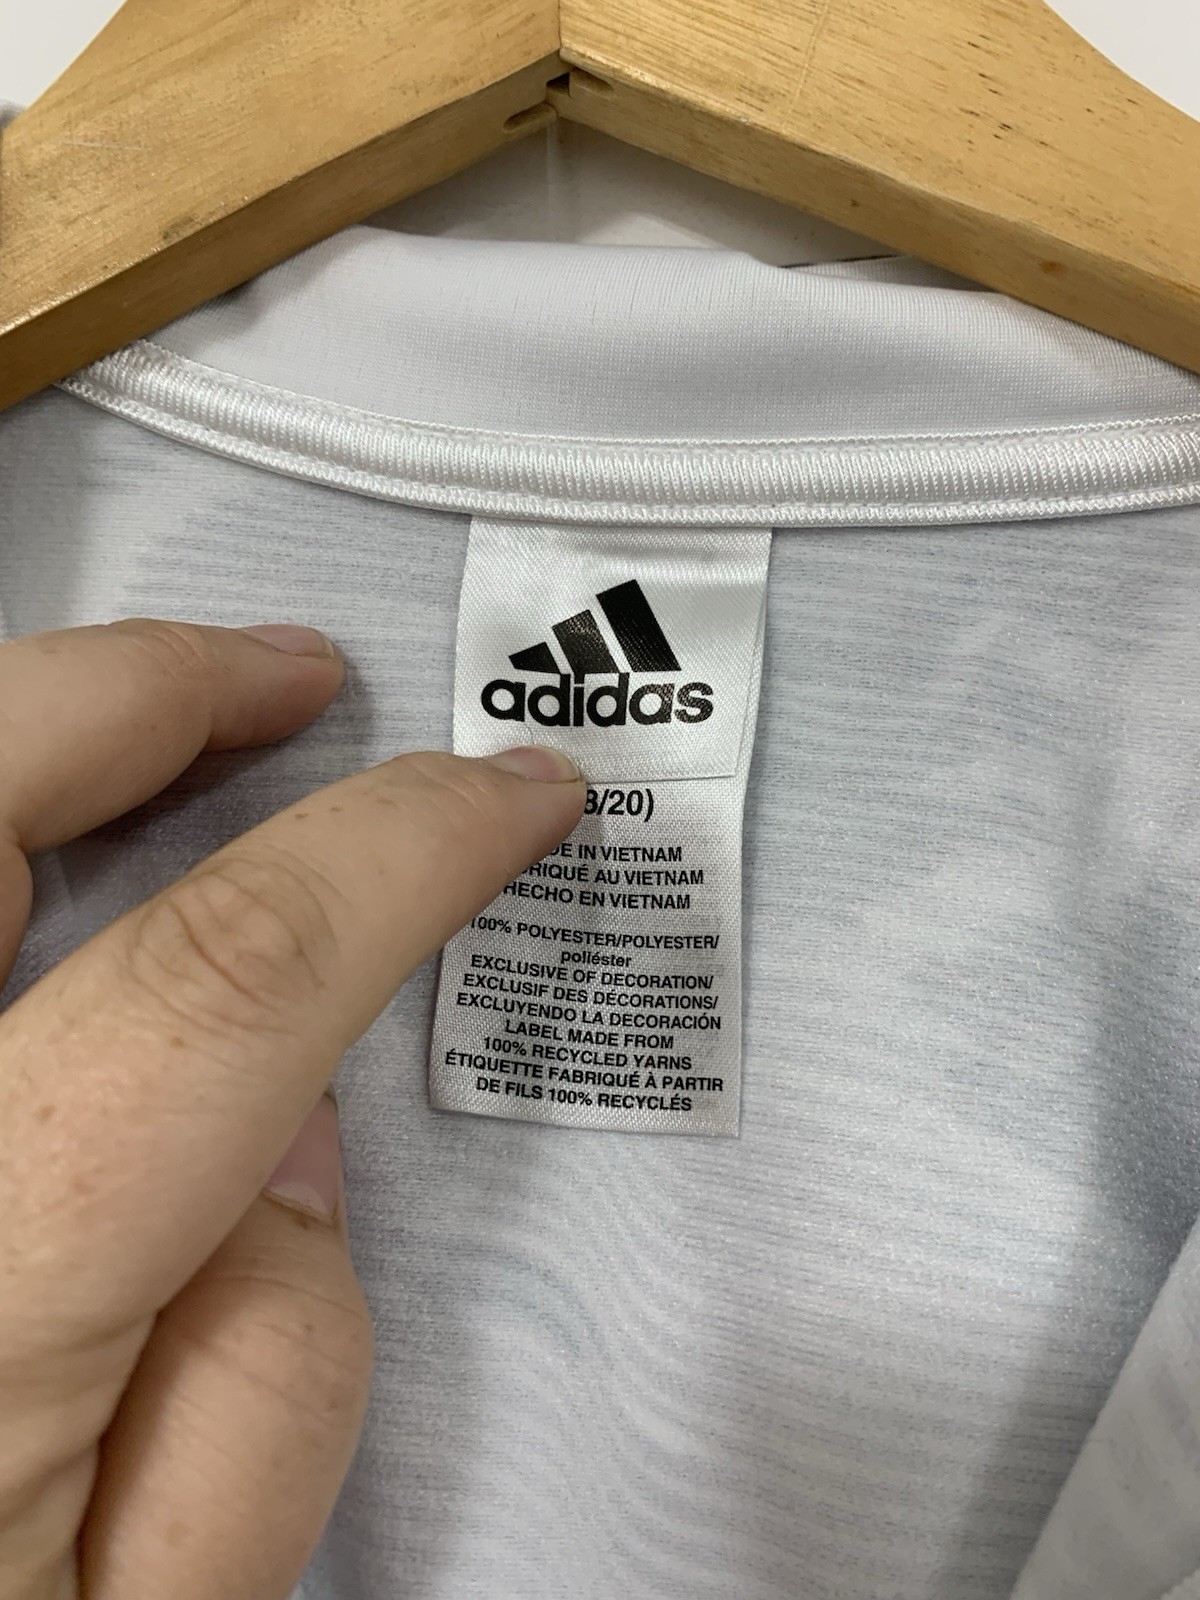 adidas
8/20)
DE IN VIETNAM
RIQUÉ AU VIETNAM
HECHO EN VIETNAM
100% POLYESTER/POLYESTER/
poliéster
EXCLUSIVE OF DECORATION/
EXCLUSIF DES DÉCORATIONS/
EXCLUYENDO LA DECORACIÓN
LABEL MADE FROM
100% RECYCLED YARNS
ÉTIQUETTE FABRIQUÉ À PARTIR
DE FILS 100% RECYCLÉS